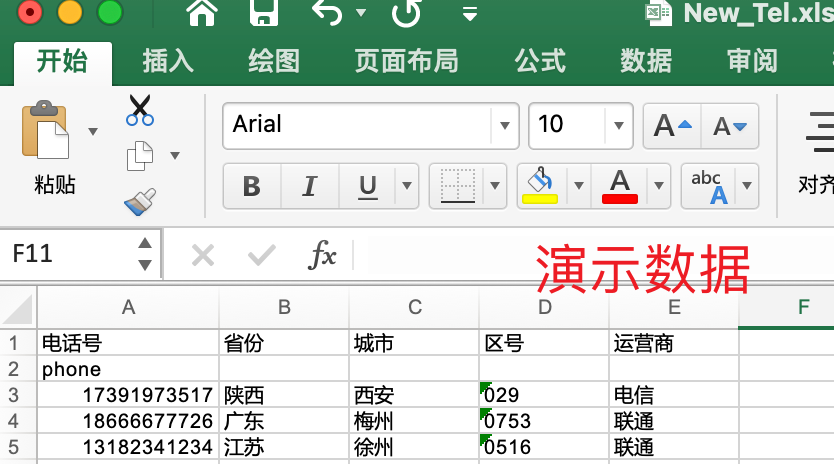 New_Tel.xls
开始 插入 绘图 页面布局 公式 数据 审阅
粘贴 Arial 10 A A
B I U A abc A 对齐
F11 fx 演示数据
A B C D E F
1 电话号 省份 城市 区号 运营商
2 phone
3 17391973517 陕西 西安 029 电信
4 18666677726 广东 梅州 0753 联通
5 13182341234 江苏 徐州 0516 联通